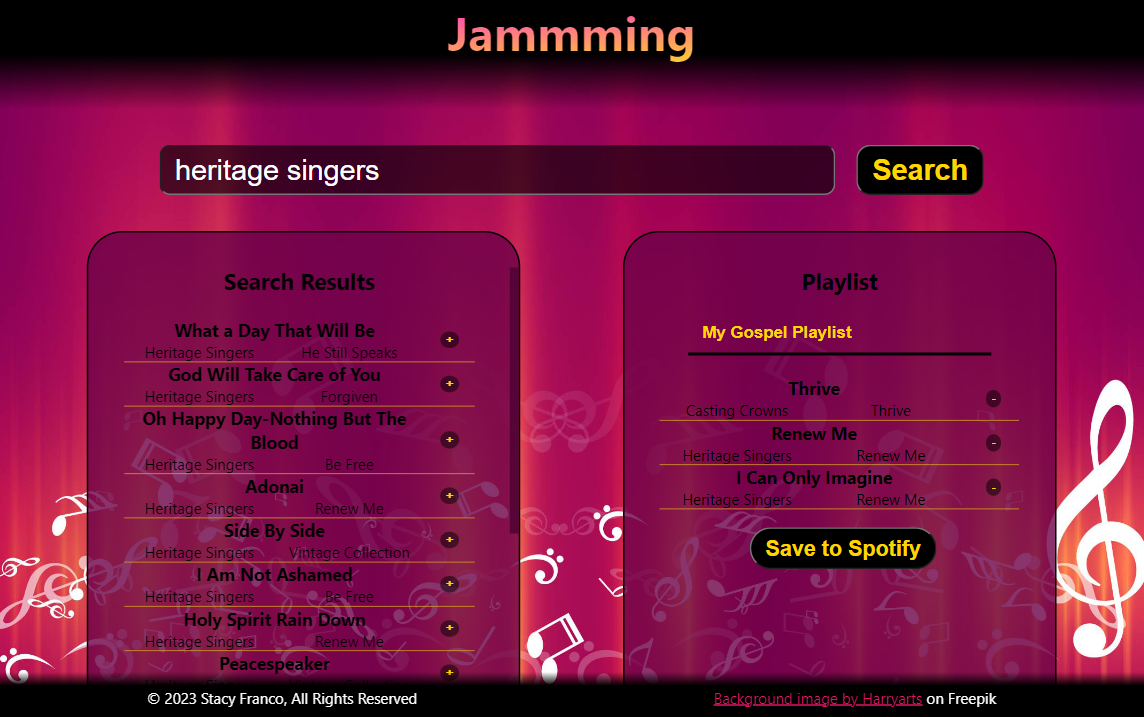 Jammming
heritage singers
Search
Search Results
What a Day That Will Be
Heritage Singers He Still Speaks
+
God Will Take Care of You
Heritage Singers Forgiven
+
Oh Happy Day-Nothing But The
Blood
Heritage Singers Be Free
+
Adonai
Heritage Singers Renew Me
+
Side By Side
Heritage Singers Vintage Collection
+
I Am Not Ashamed
Heritage Singers Be Free
+
Holy Spirit Rain Down
Heritage Singers Renew Me
+
Peacespeaker
+
Playlist
My Gospel Playlist
Thrive
Casting Crowns Thrive
-
Renew Me
Heritage Singers Renew Me
-
I Can Only Imagine
Heritage Singers Renew Me
-
Save to Spotify
© 2023 Stacy Franco, All Rights Reserved
Background image by Harryarts on Freepik